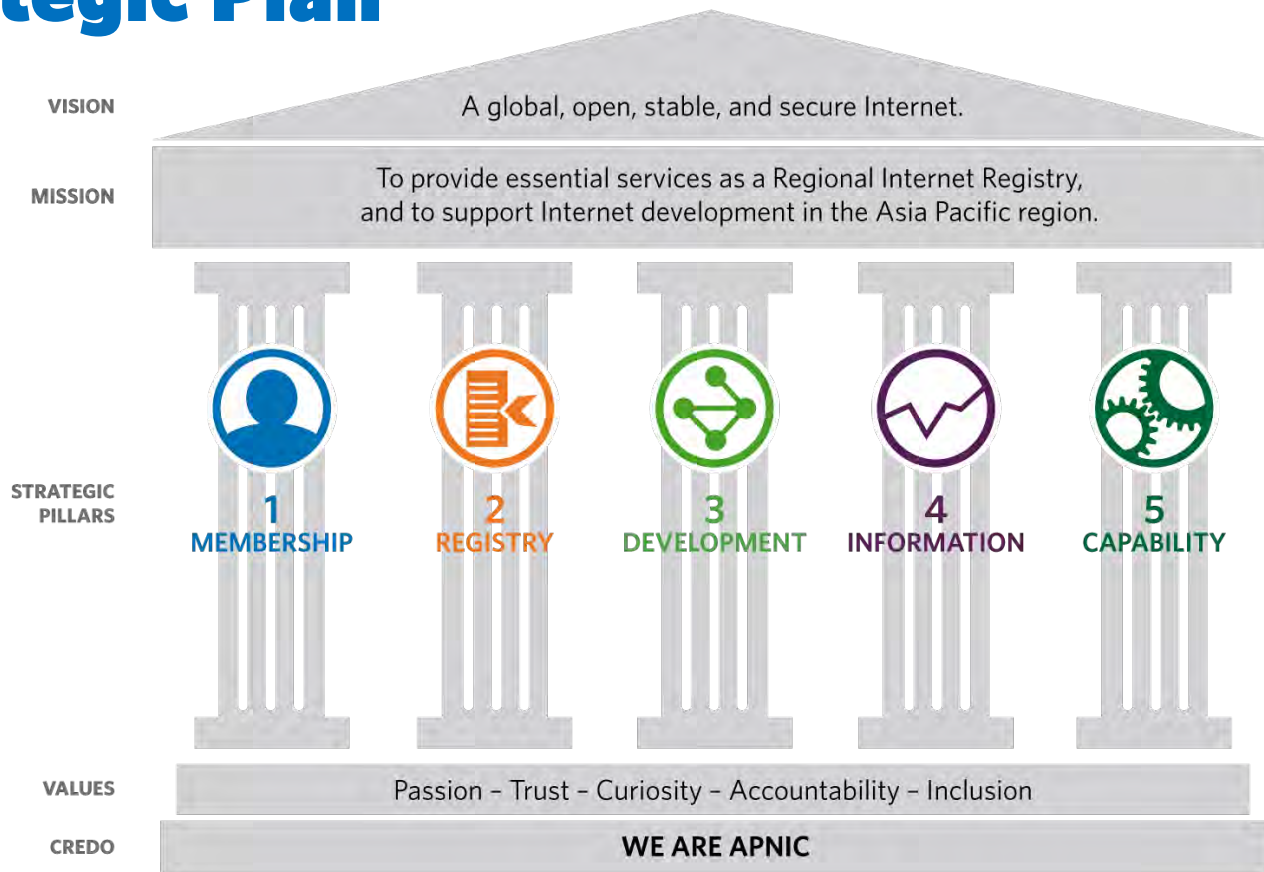 tegic Plan
VISION
A global, open, stable, and secure Internet.
MISSION
To provide essential services as a Regional Internet Registry,
and to support Internet development in the Asia Pacific region.
STRATEGIC
PILLARS
1
MEMBERSHIP
2
REGISTRY
3
DEVELOPMENT
4
INFORMATION
5
CAPABILITY
VALUES
Passion – Trust – Curiosity – Accountability – Inclusion
CREDO
WE ARE APNIC